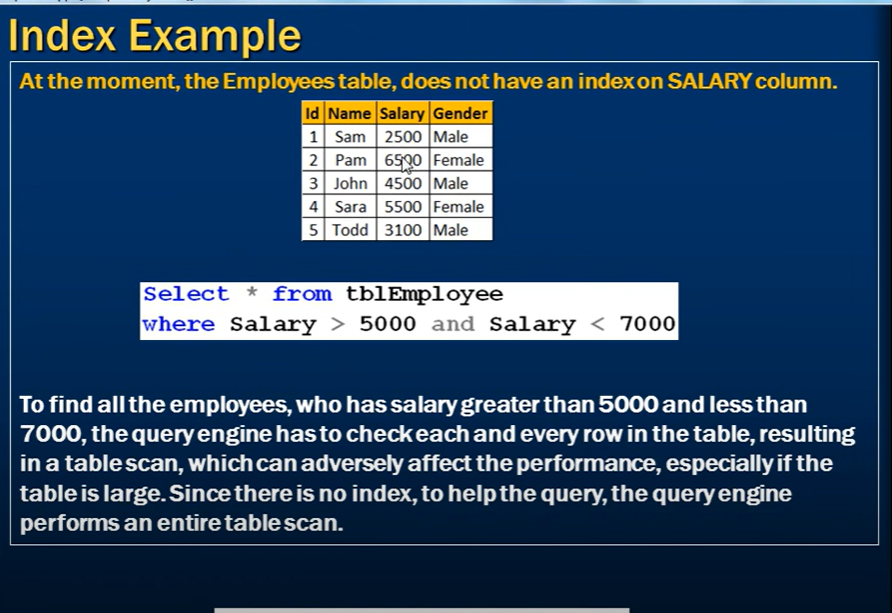 Index Example
At the moment, the Employees table, does not have an index on SALARY column.
Id Name Salary Gender
1 Sam 2500 Male
2 Pam 6500 Female
3 John 4500 Male
4 Sara 5500 Female
5 Todd 3100 Male
Select * from tblEmployee
where Salary > 5000 and Salary < 7000
To find all the employees, who has salary greater than 5000 and less than
7000, the query engine has to check each and every row in the table, resulting
in a table scan, which can adversely affect the performance, especially if the
table is large. Since there is no index, to help the query, the query engine
performs an entire table scan.